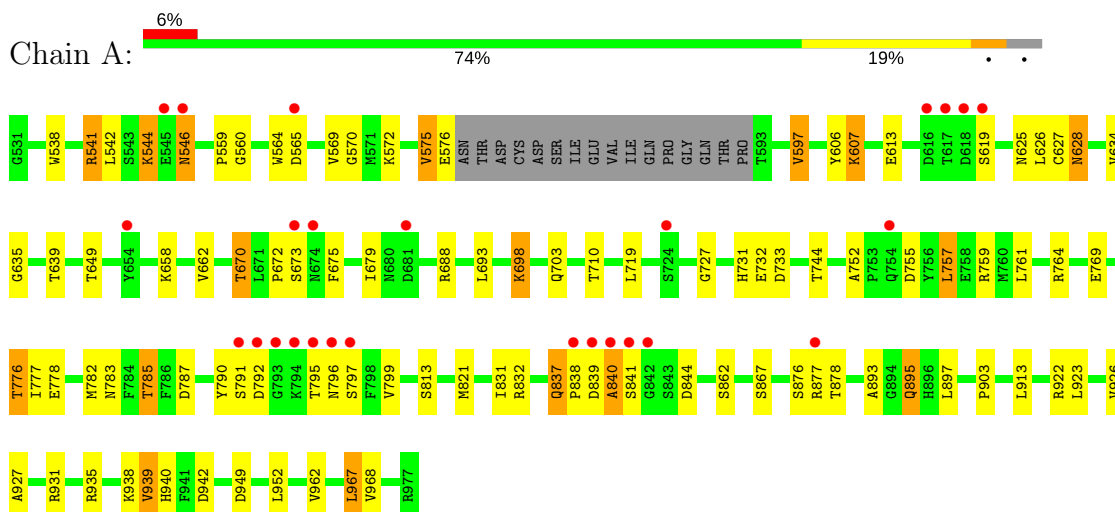 6%
Chain A:
74% 19% • •
G531 W538 R541 L542 S543 K544 E545 N546 P559 G560 W564 D565 V569 G570 M571 K572 V575 E576 ASN THR ASP CYS ASP SER ILE GLU VAL ILE GLN PRO GLY GLN THR PRO T593 V597 Y606 K607 E613 D616 T617 D618 S619 N625 L626 C627 N628 V634
G635 T639 T649 Y654 K658 V662 T670 L671 P672 S673 N674 F675 I679 N680 D681 R688 L693 K698 Q703 T710 L719 S724 G727 H731 E732 D733 T744 A752 P753 Q754 D755 Y756 L757 E758 R759 M760 L761 R764 E769
T776 I777 E778 M782 N783 F784 T785 F786 D787 Y790 S791 D792 G793 K794 T795 N796 S797 F798 V799 S813 M821 I831 R832 Q837 P838 D839 A840 S841 G842 S843 D844 S862 S867 S876 R877 T878 A893 G894 Q895 H896 L897 P903 L913 R922 L923 V926
A927 R931 R935 K938 V939 H940 F941 D942 D949 L952 V962 L967 V968 R977